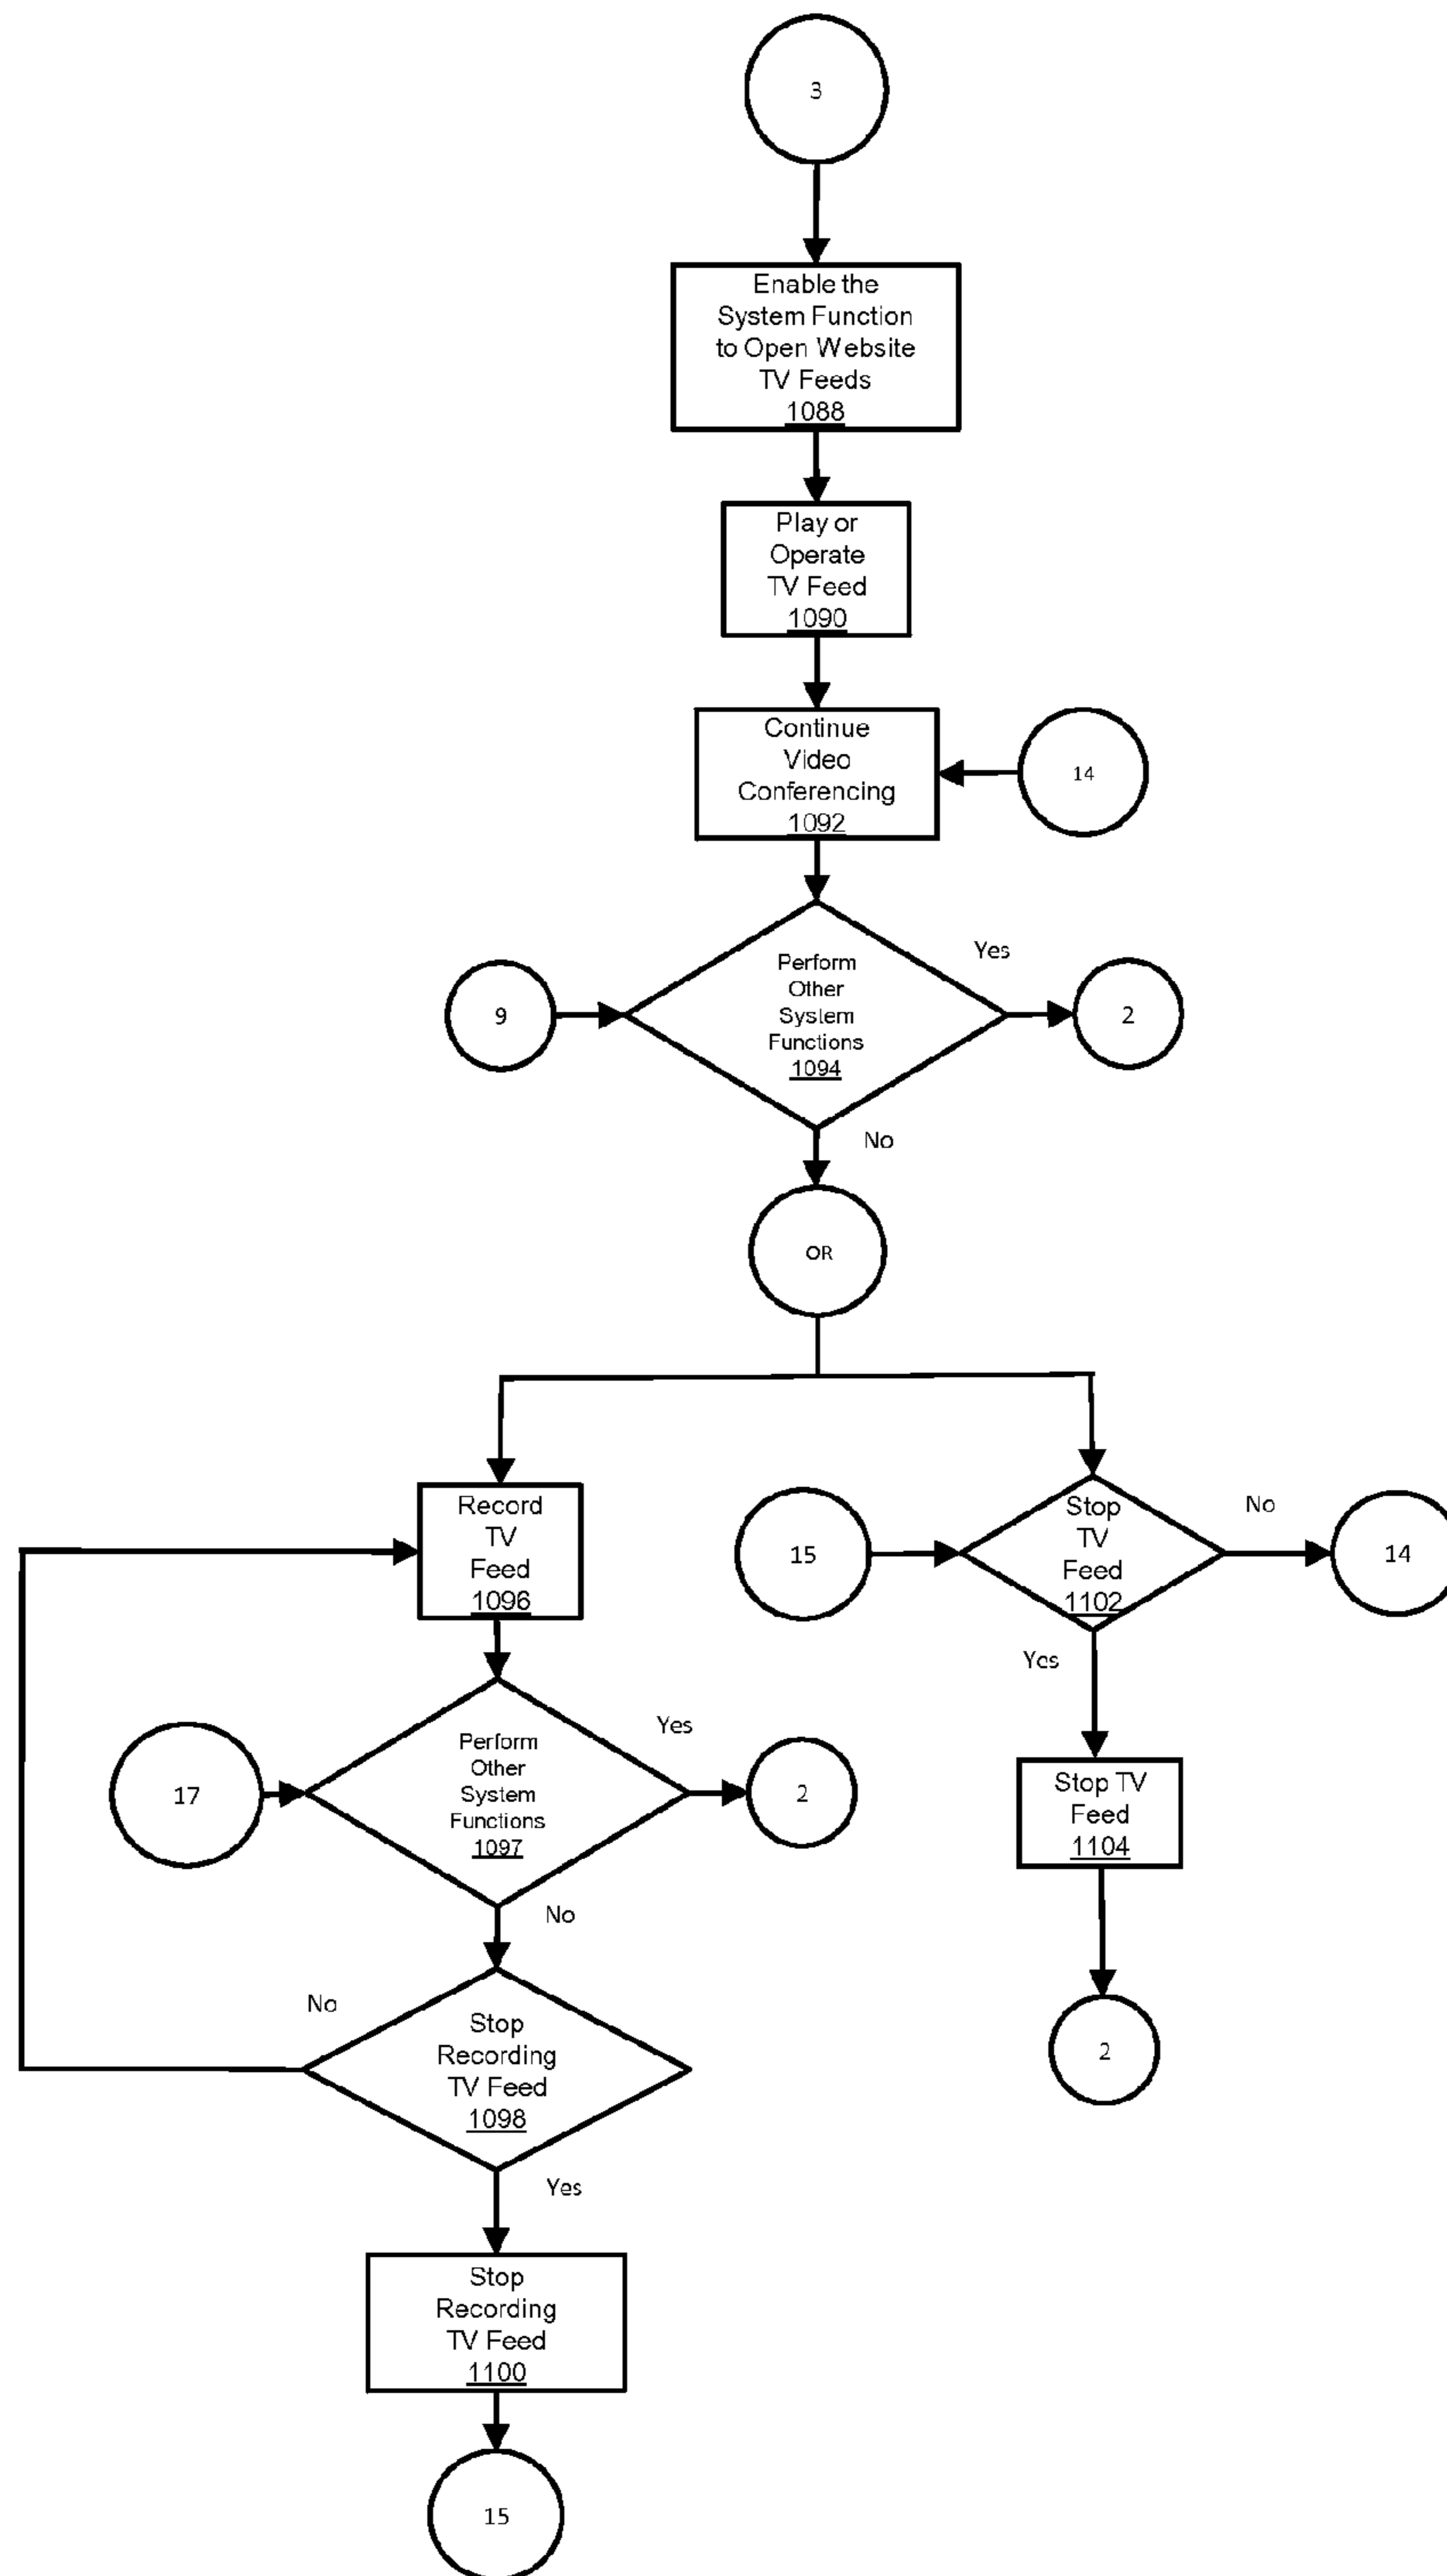 3
Enable the
System Function
to Open Website
TV Feeds
1088
Play or
Operate
TV Feed
1090
Continue
Video
Conferencing
1092
14
Perform
Other
System
Functions
1094
Yes
9
2
No
OR
Record
TV
Feed
1096
15
Stop
TV
Feed
1102
No
14
Yes
Perform
Other
System
Functions
1097
Yes
17
2
No
Stop TV
Feed
1104
2
No
Stop
Recording
TV Feed
1098
Yes
Stop
Recording
TV Feed
1100
15